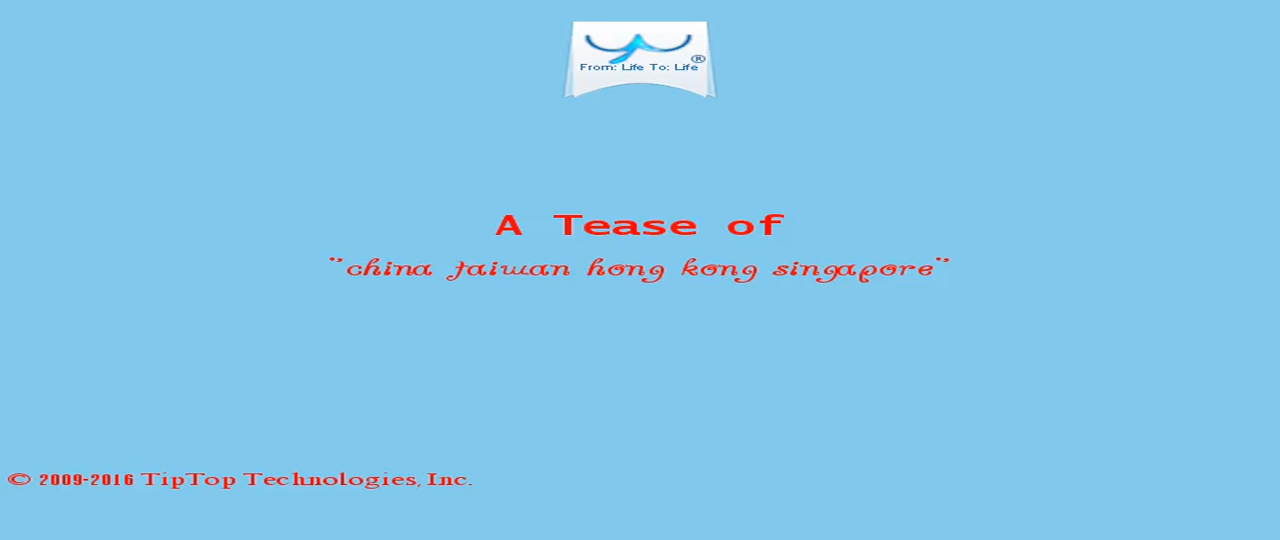 From: Life To: Life®
A Tease of
"china taiwan hong kong singapore"
© 2009-2016 TipTop Technologies, Inc.